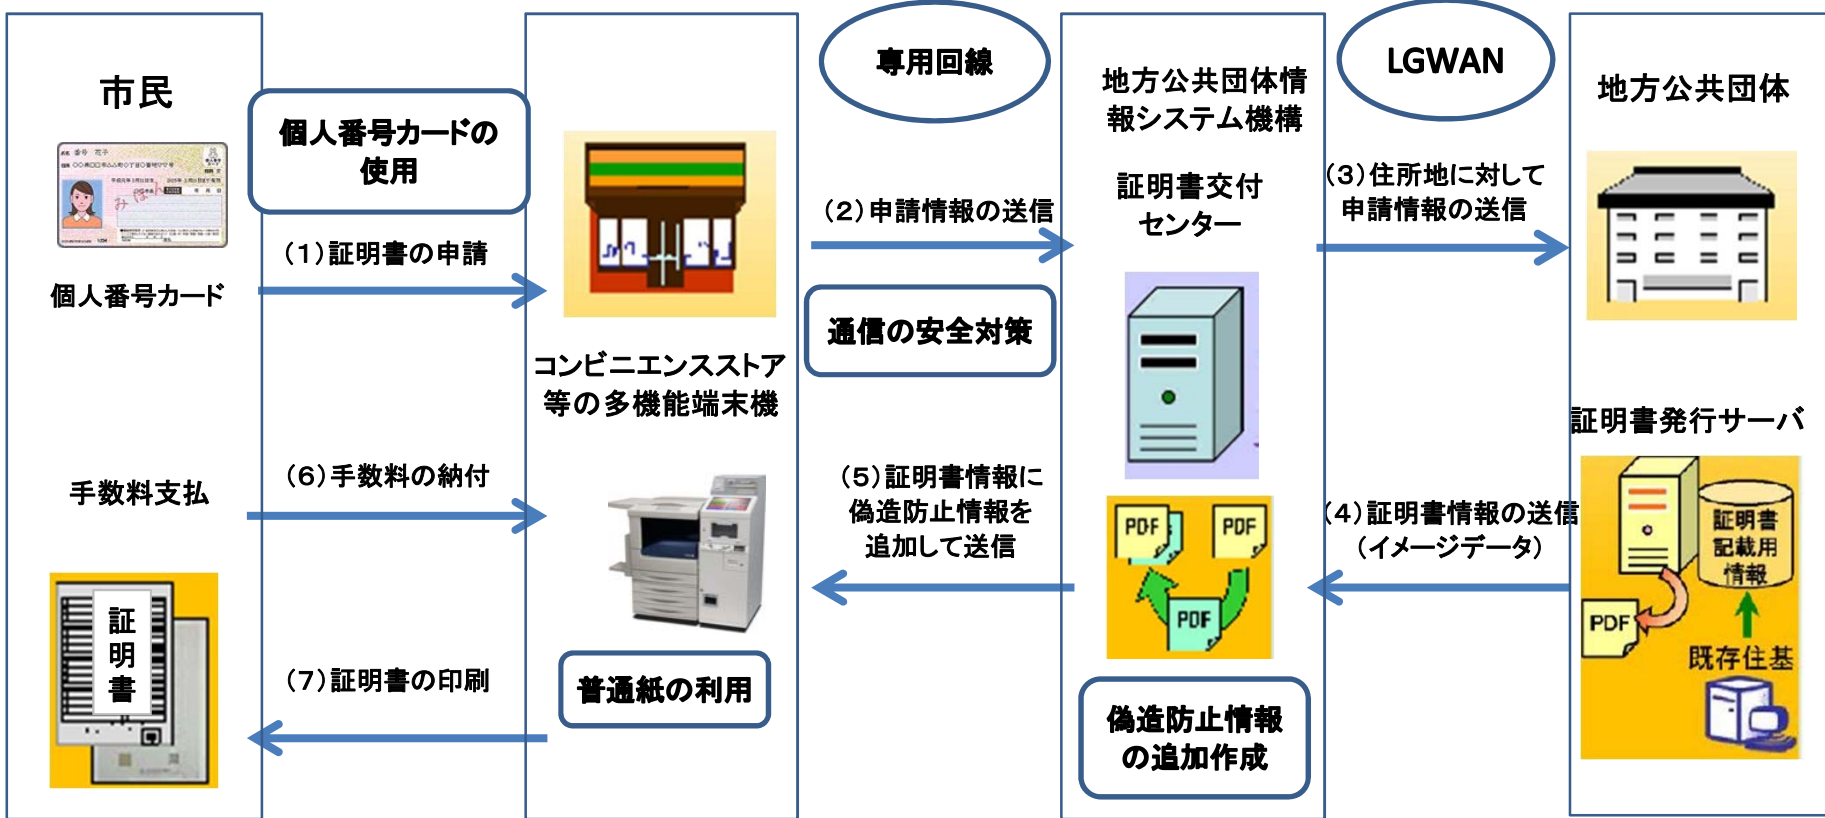 市民
個人番号カード
手数料支払
証
明
書
個人番号カードの
使用
(1)証明書の申請
(6)手数料の納付
(7)証明書の印刷
コンビニエンスストア
等の多機能端末機
普通紙の利用
専用回線
(2)申請情報の送信
通信の安全対策
(5)証明書情報に
偽造防止情報を
追加して送信
地方公共団体情
報システム機構
証明書交付
センター
PDF
PDF
PDF
偽造防止情報
の追加作成
LGWAN
(3)住所地に対して
申請情報の送信
(4)証明書情報の送信
(イメージデータ)
地方公共団体
証明書発行サーバ
証明書
記載用
情報
PDF
既存住基